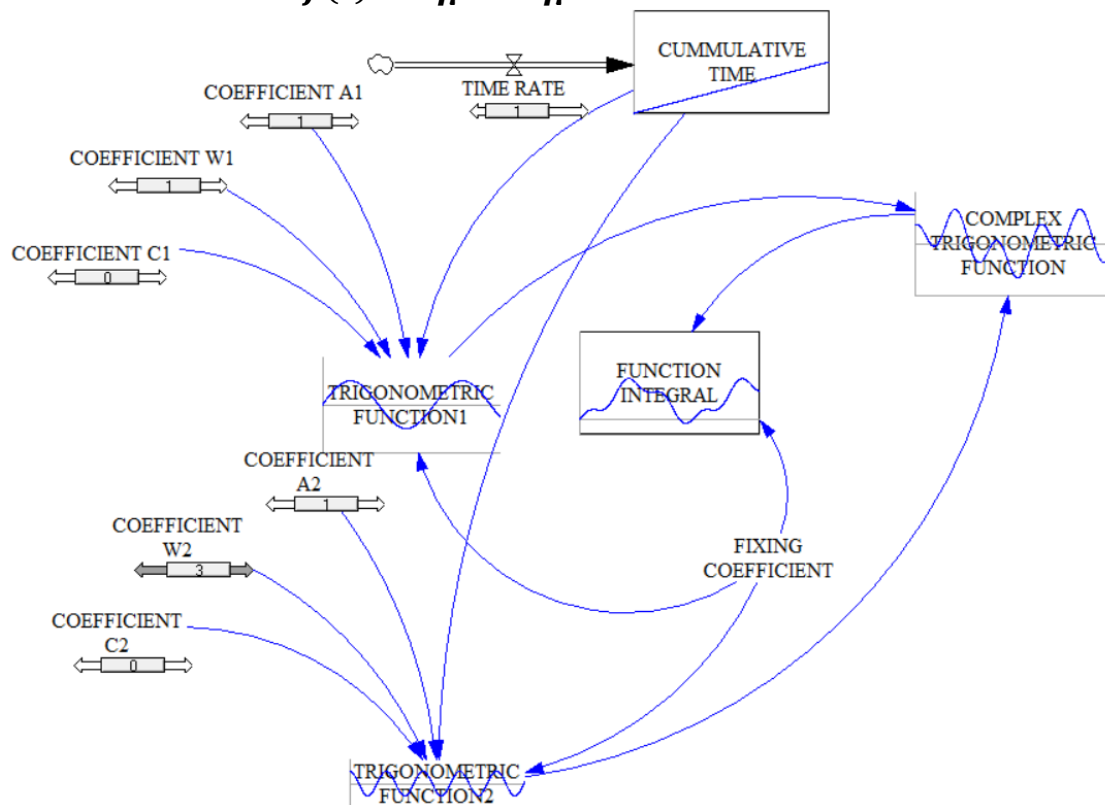 CUMMULATIVE
TIME
TIME RATE
1
COEFFICIENT A1
1
COEFFICIENT W1
1
COEFFICIENT C1
0
COMPLEX
TRIGONOMETRIC
FUNCTION
FUNCTION
INTEGRAL
TRIGONOMETRIC
FUNCTION1
COEFFICIENT
A2
1
COEFFICIENT
W2
3
FIXING
COEFFICIENT
COEFFICIENT
C2
0
TRIGONOMETRIC
FUNCTION2